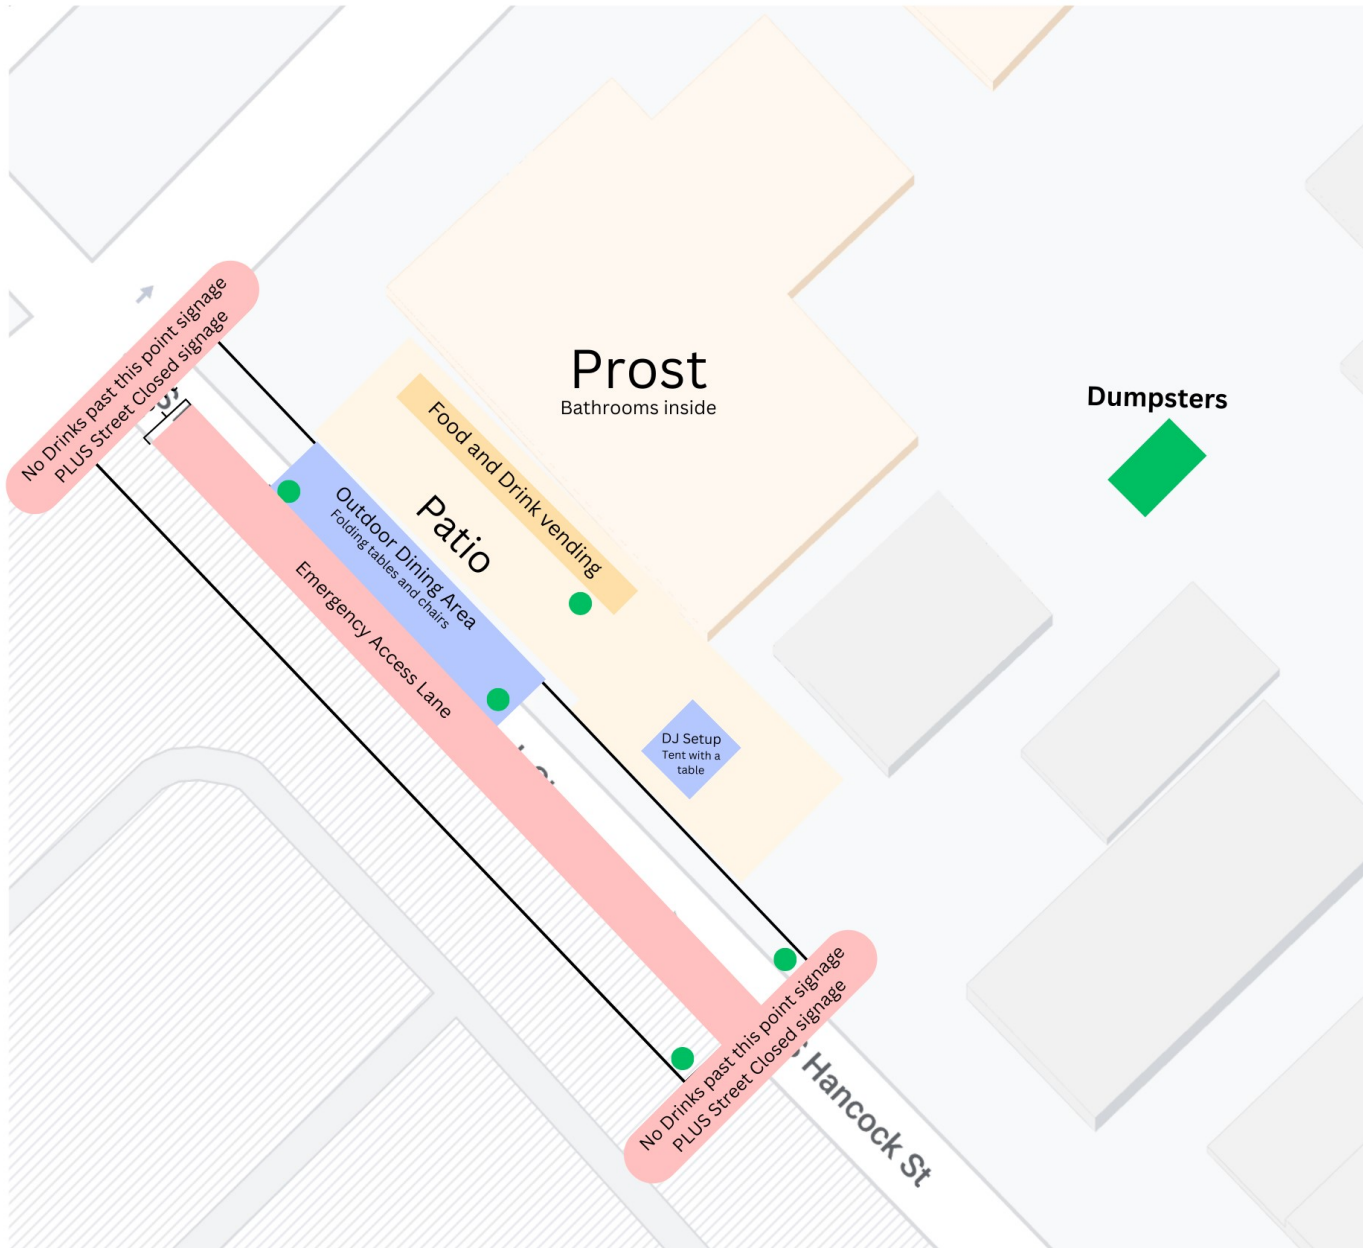 No Drinks past this point signage
PLUS Street Closed signage
Prost
Bathrooms inside
Dumpsters
Food and Drink vending
Patio
Outdoor Dining Area
Folding tables and chairs
Emergency Access Lane
DJ Setup
Tent with a
table
No Drinks past this point signage
PLUS Street Closed signage
S Hancock St